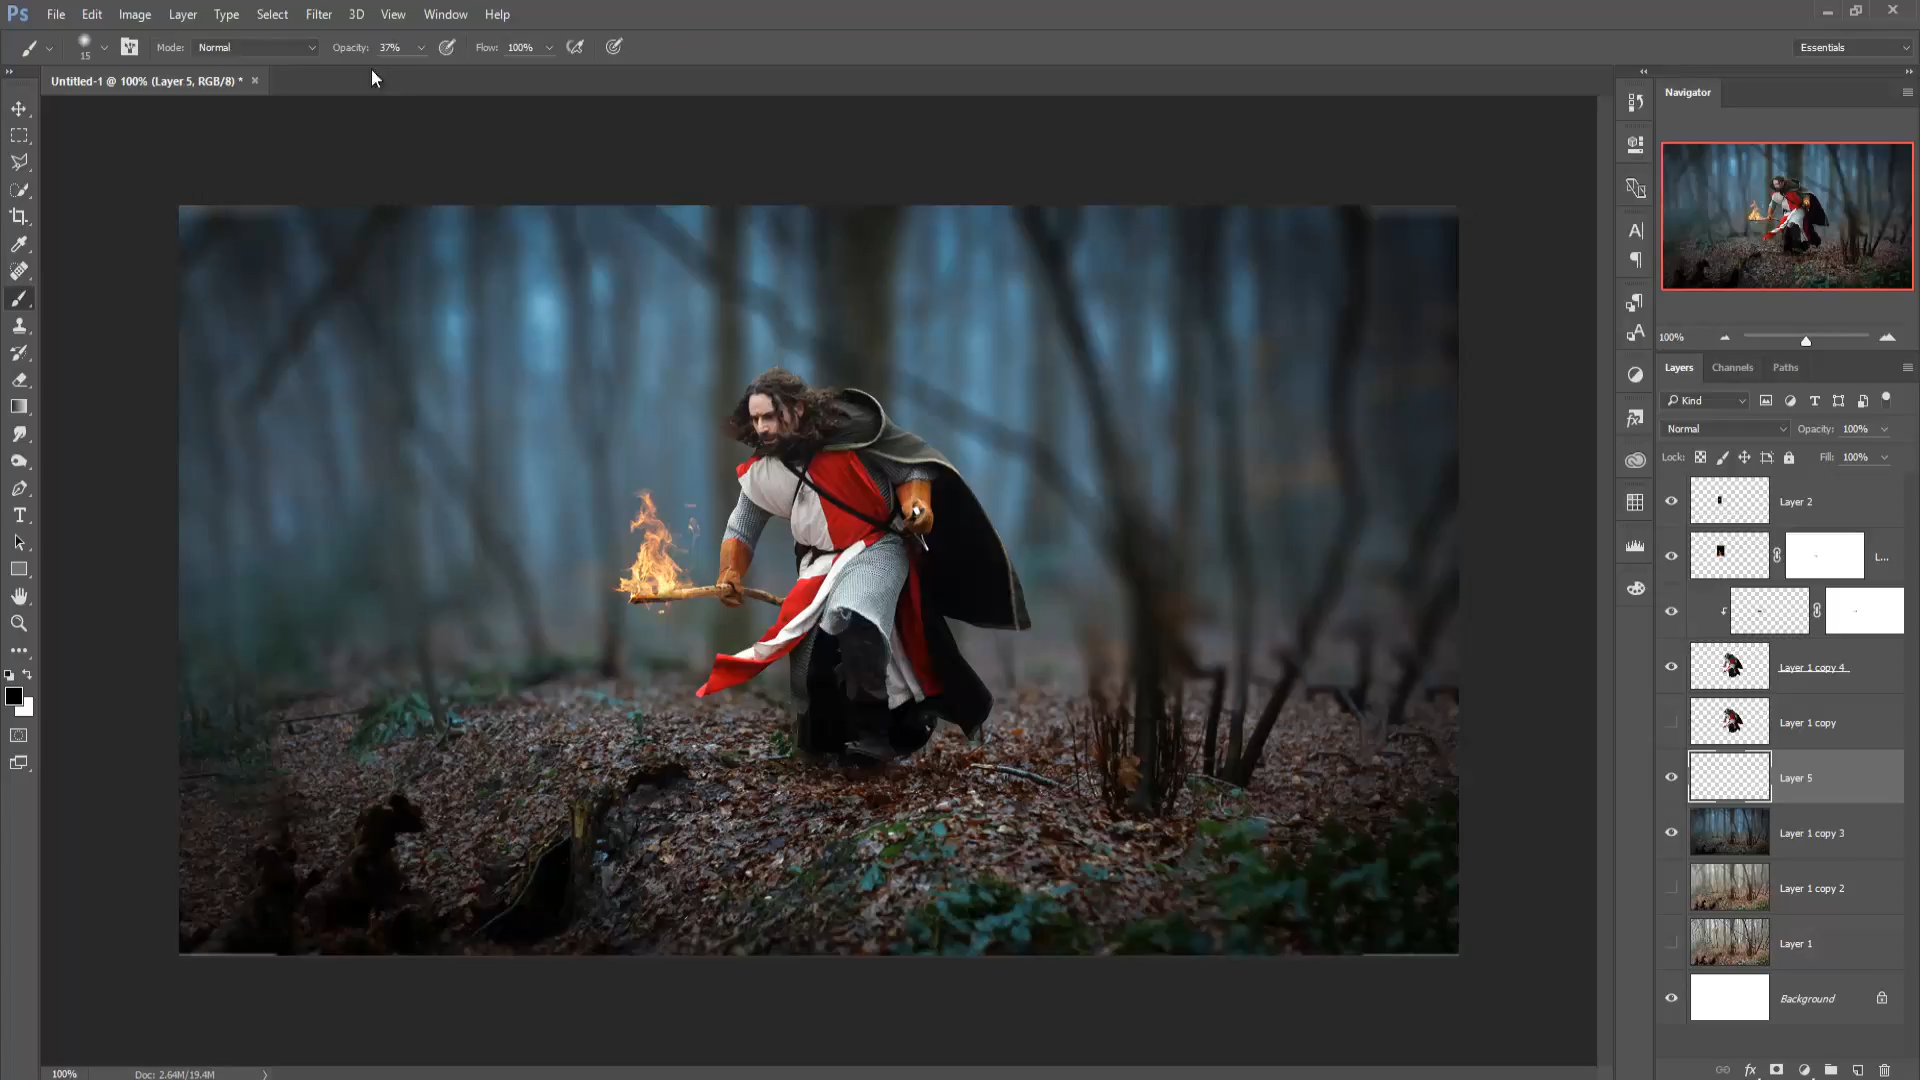 Ps File Edit Image Layer Type Select Filter 3D View Window Help
15 Mode: Normal Opacity: 37% Flow: 100% Essentials
Untitled-1 @ 100% (Layer 5, RGB/8) *
Navigator
100%
Layers Channels Paths
Kind
Normal Opacity: 100%
Lock: Fill: 100%
Layer 2
L...
Layer 1 copy 4
Layer 1 copy
Layer 5
Layer 1 copy 3
Layer 1 copy 2
Layer 1
Background
100% Doc: 2.64M/19.4M